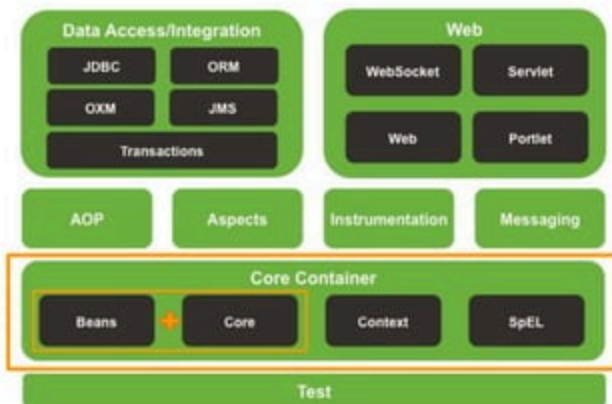 Data Access/Integration
JDBC ORM
OXM JMS
Transactions
Web
WebSocket Servlet
Web Portlet
AOP Aspects Instrumentation Messaging
Core Container
Beans + Core Context SpEL
Test